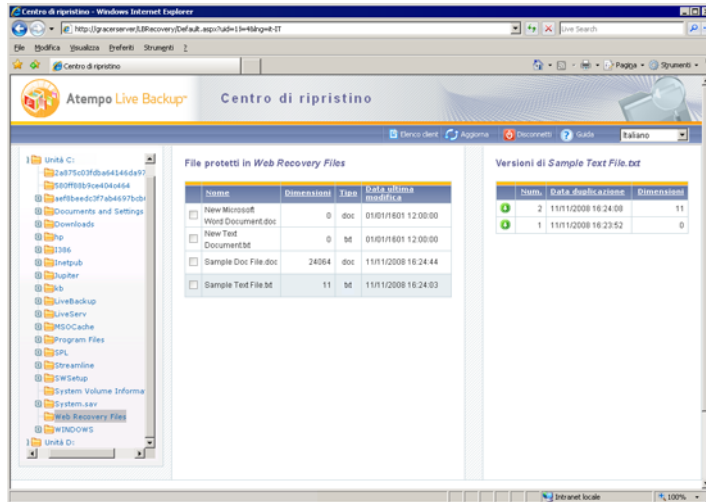 Centro di ripristino - Windows Internet Explorer
http://gracerserver/LBRecovery/Default.aspx?uid=1
Live Search
File Modifica Visualizza Preferiti Strumenti ?
Centro di ripristino
Pagina Strumenti
Atempo Live Backup
Centro di ripristino
Elenco client Aggiorna Disconnetti Guida Italiano
Unità C:
2a875c03fdba64146da97
580ff88b9ce404o464
aef8beedc3f7ab4697bdb
Documents and Settings
Downloads
hp
I386
Inetpub
Jupiter
kb
LiveBackup
LiveServ
MSOCache
Program Files
SPL
Streamline
SWSetup
System Volume Informa
System.sav
Web Recovery Files
WINDOWS
Unità D:
File protetti in Web Recovery Files
Nome Dimensioni Tipo Data ultima
modifica
New Microsoft
Word Document.doc 0 doc 01/01/1601 12:00:00
New Text
Document.txt 0 txt 01/01/1601 12:00:00
Sample Doc File.doc 24064 doc 11/11/2008 16:24:44
Sample Text File.txt 11 txt 11/11/2008 16:24:03
Versioni di Sample Text File.txt
Num. Data duplicazione Dimensioni
2 11/11/2008 16:24:08 11
1 11/11/2008 16:23:52 0
Intranet locale 100%